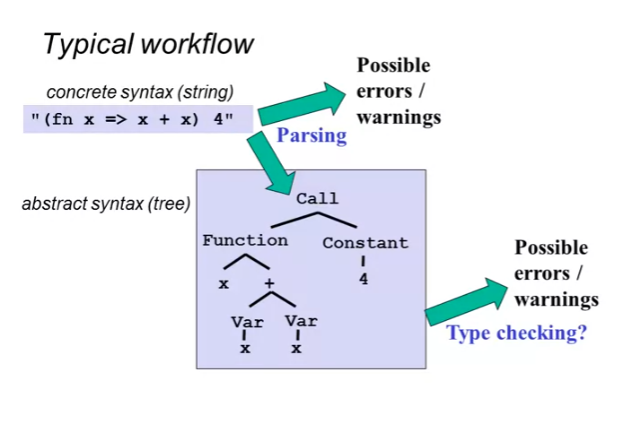 Typical workflow
concrete syntax (string)
"(fn x => x + x) 4"
Possible
errors /
warnings
Parsing
abstract syntax (tree)
Call
Function Constant
x + 4
Var Var
x x
Possible
errors /
warnings
Type checking?